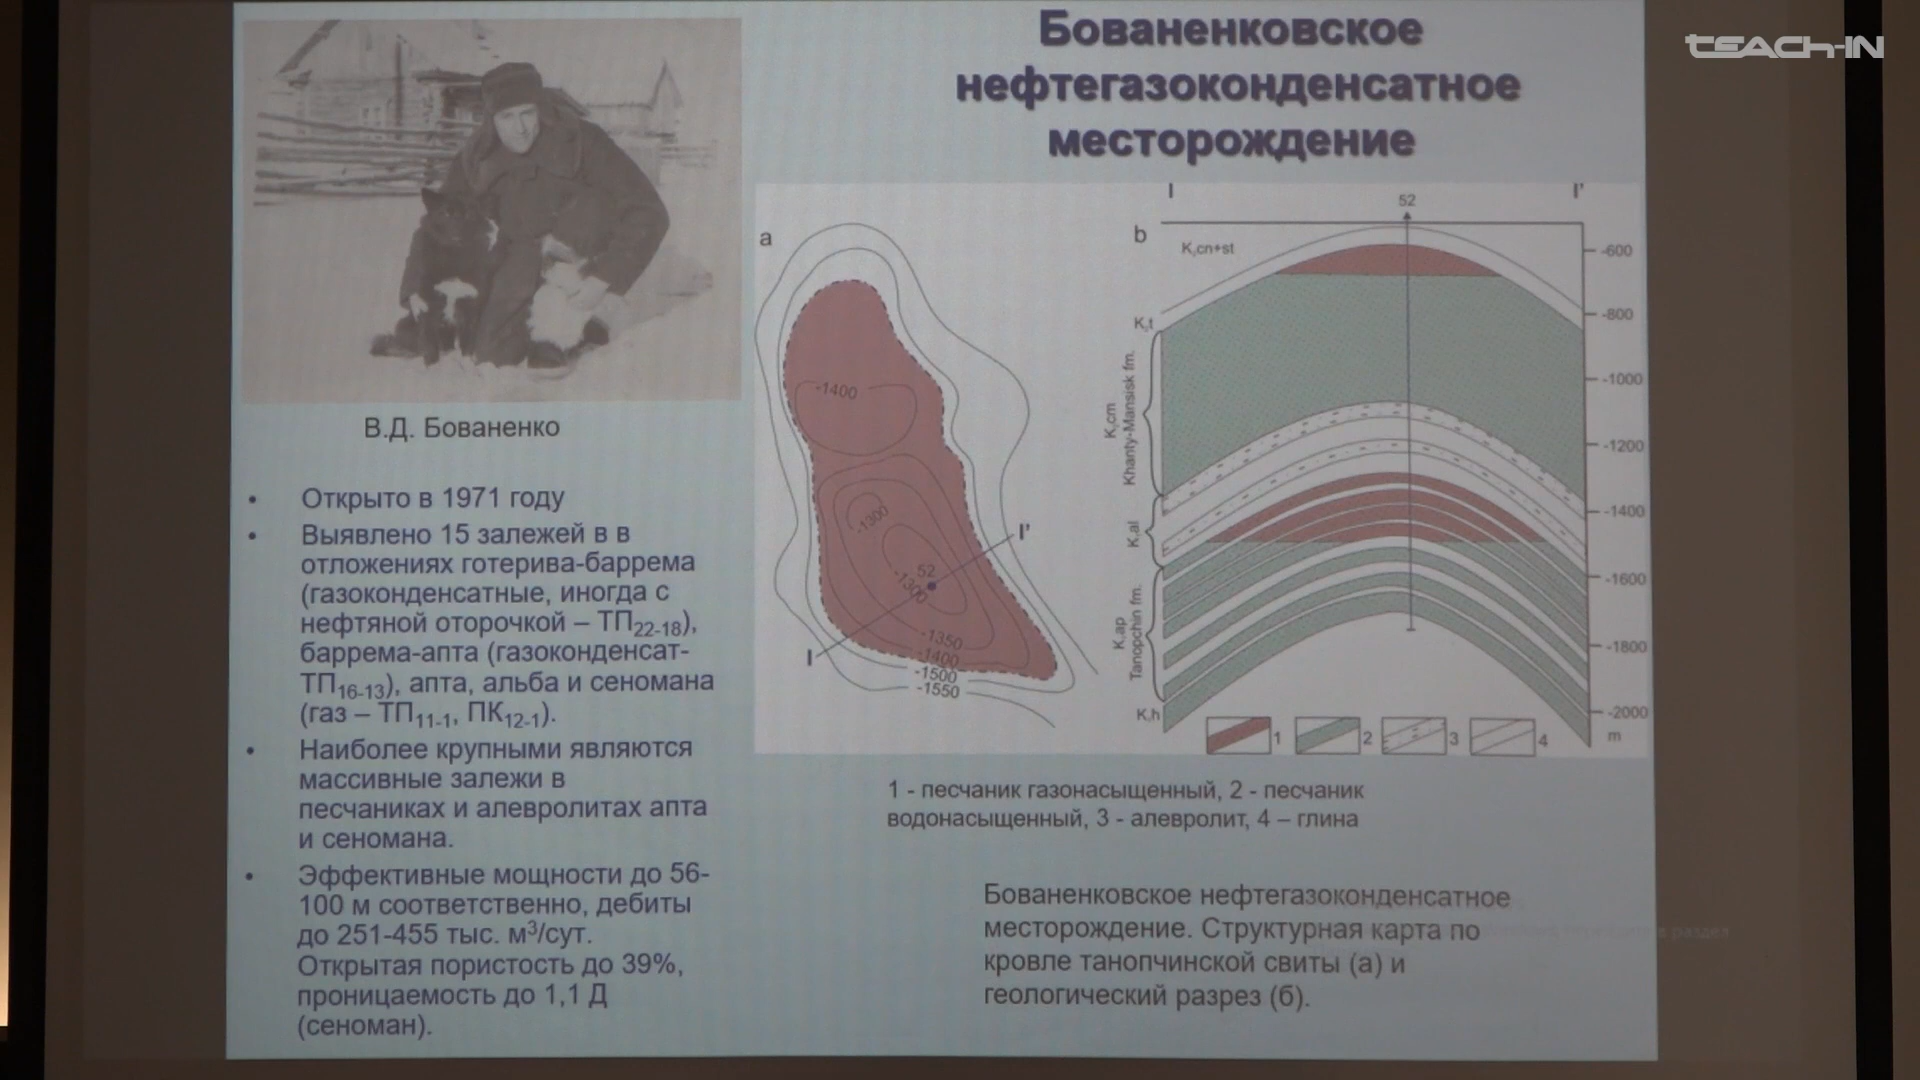 TEACH-IN
Бованенковское
нефтегазоконденсатное
месторождение
В.Д. Бованенко
• Открыто в 1971 году
• Выявлено 15 залежей в в
отложениях готерива-баррема
(газоконденсатные, иногда с
нефтяной оторочкой – ТП22-18),
баррема-апта (газоконденсат-
ТП16-13), апта, альба и сеномана
(газ – ТП11-1, ПК12-1).
• Наиболее крупными являются
массивные залежи в
песчаниках и алевролитах апта
и сеномана.
• Эффективные мощности до 56-
100 м соответственно, дебиты
до 251-455 тыс. м³/сут.
Открытая пористость до 39%,
проницаемость до 1,1 Д
(сеноман).
a
-1400
-1300
52
-1300
-1350
-1400
-1500
-1550
I
I'
b
I
52
I'
K₂cn+st
K₂t
K₂cm
Khanty-Mansisk fm.
K₁al
K₁ap
Tanopchin fm.
K₁h
-600
-800
-1000
-1200
-1400
-1600
-1800
-2000
m
1
2
3
4
1 - песчаник газонасыщенный, 2 - песчаник
водонасыщенный, 3 - алевролит, 4 – глина
Бованенковское нефтегазоконденсатное
месторождение. Структурная карта по
кровле танопчинской свиты (а) и
геологический разрез (б).